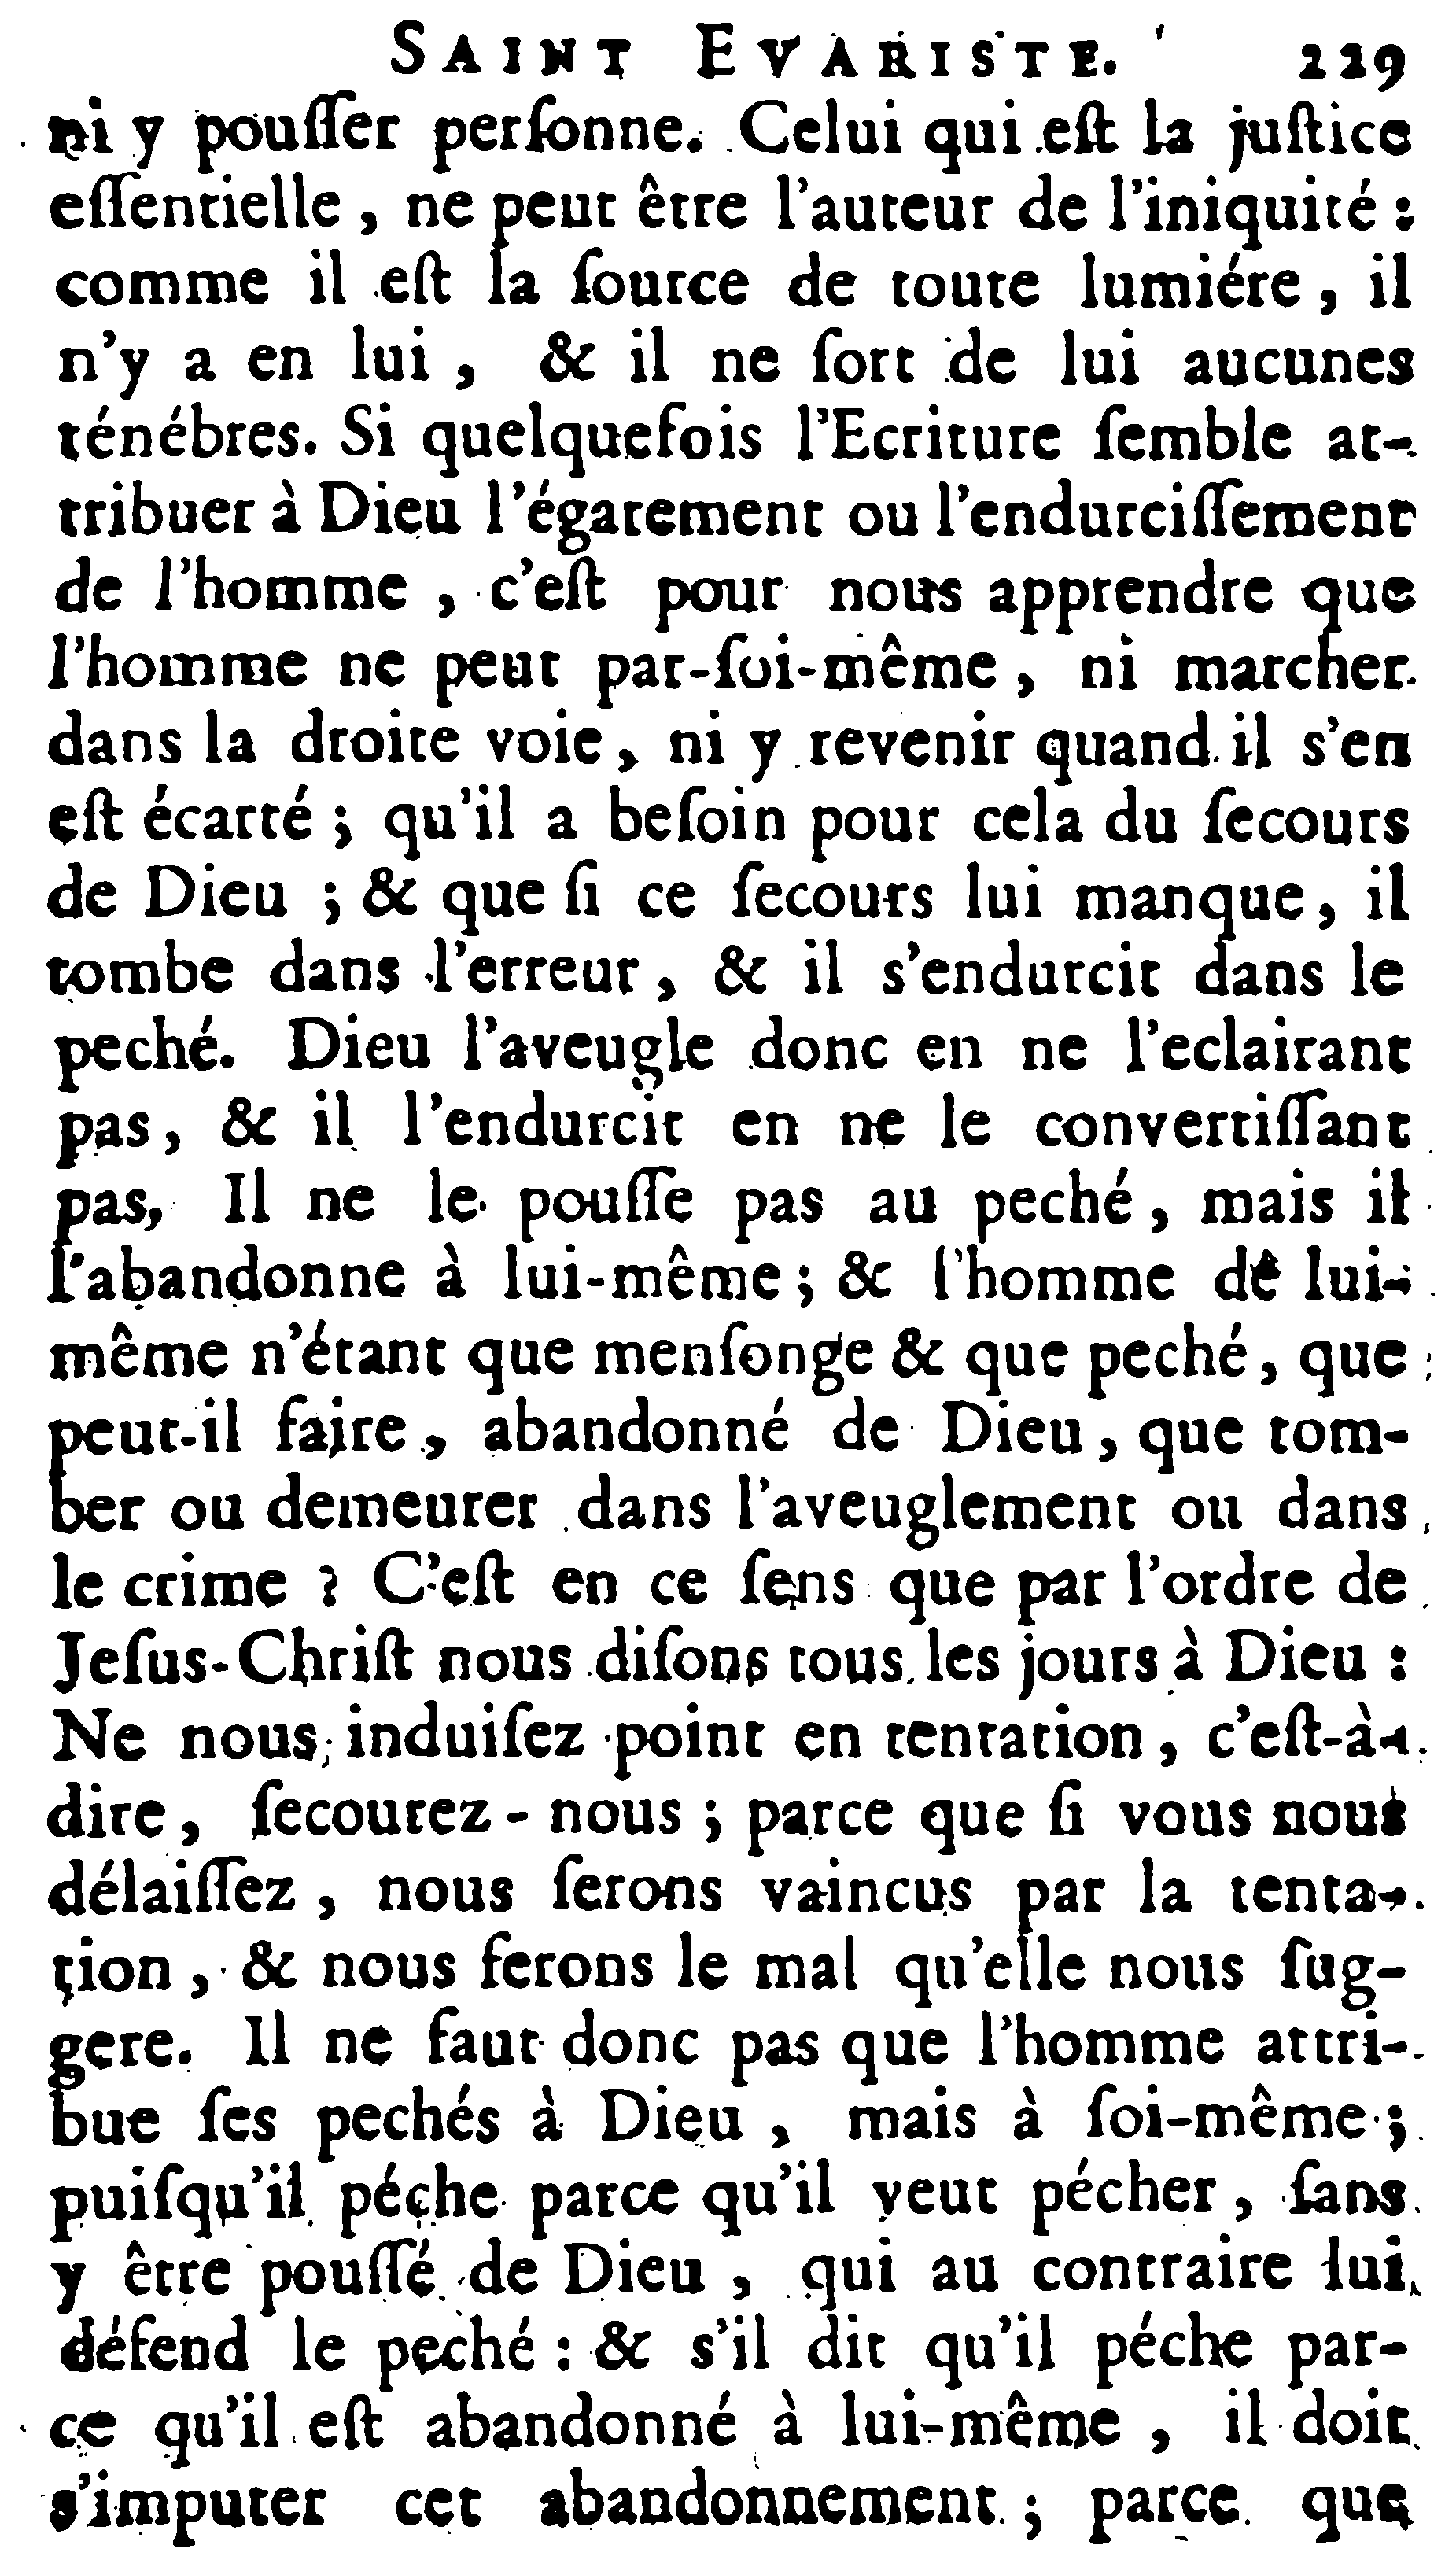 SAINT EVARISTE. 229
ni y pouſſer perſonne. Celui qui eſt la juſtice
eſſentielle, ne peut être l'auteur de l'iniquité :
comme il eſt la ſource de toute lumiére, il
n'y a en lui, & il ne ſort de lui aucunes
ténébres. Si quelquefois l'Ecriture ſemble at-
tribuer à Dieu l'égarement ou l'endurciſſement
de l'homme, c'eſt pour nous apprendre que
l'homme ne peut par-ſoi-même, ni marcher
dans la droite voie, ni y revenir quand il s'en
eſt écarté ; qu'il a beſoin pour cela du ſecours
de Dieu ; & que ſi ce ſecours lui manque, il
tombe dans l'erreur, & il s'endurcit dans le
peché. Dieu l'aveugle donc en ne l'eclairant
pas, & il l'endurcit en ne le convertiſſant
pas, Il ne le pouſſe pas au peché, mais il
l'abandonne à lui-même ; & l'homme de lui-
même n'étant que menſonge & que peché, que
peut-il faire, abandonné de Dieu, que tom-
ber ou demeurer dans l'aveuglement ou dans
le crime ? C'eſt en ce ſens que par l'ordre de
Jeſus-Chriſt nous diſons tous les jours à Dieu :
Ne nous induiſez point en tentation, c'eſt-à-
dire, ſecourez-nous ; parce que ſi vous nous
délaiſſez, nous ſerons vaincus par la tenta-
tion, & nous ferons le mal qu'elle nous ſug-
gere. Il ne faut donc pas que l'homme attri-
bue ſes pechés à Dieu, mais à ſoi-même ;
puiſqu'il péche parce qu'il veut pécher, ſans
y être pouſſé de Dieu, qui au contraire lui
défend le peché : & s'il dit qu'il péche par-
ce qu'il eſt abandonné à lui-même, il doit
s'imputer cet abandonnement ; parce que